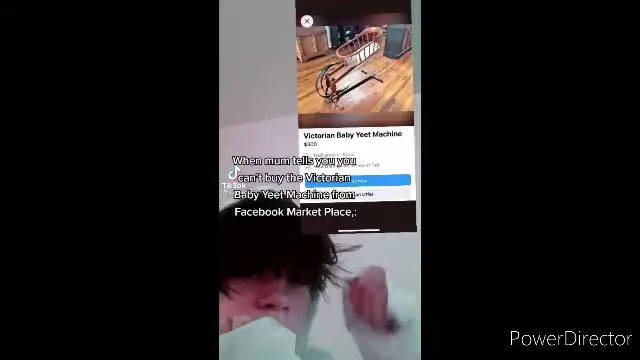 Victorian Baby Yeet Machine
$300
When mum tells you you
can't buy the Victorian
Baby Yeet Machine from
Facebook Market Place,:
TikTok
PowerDirector